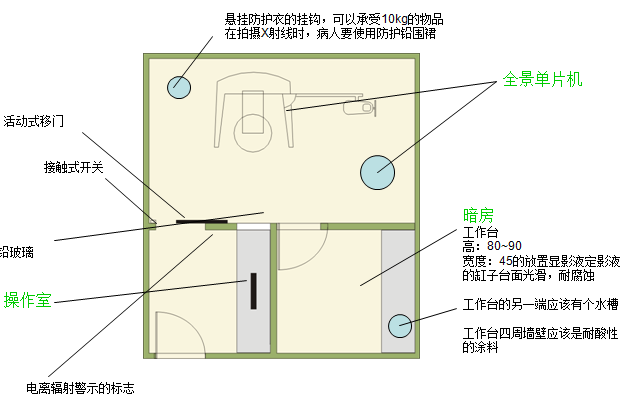 悬挂防护衣的挂钩，可以承受10kg的物品
在拍摄X射线时，病人要使用防护铅围裙
全景单片机
活动式移门
接触式开关
铅玻璃
操作室
电离辐射警示的标志
暗房
工作台
高：80~90
宽度：45的放置显影液定影液
的缸子台面光滑，耐腐蚀
工作台的另一端应该有个水槽
工作台四周墙壁应该是耐酸性
的涂料